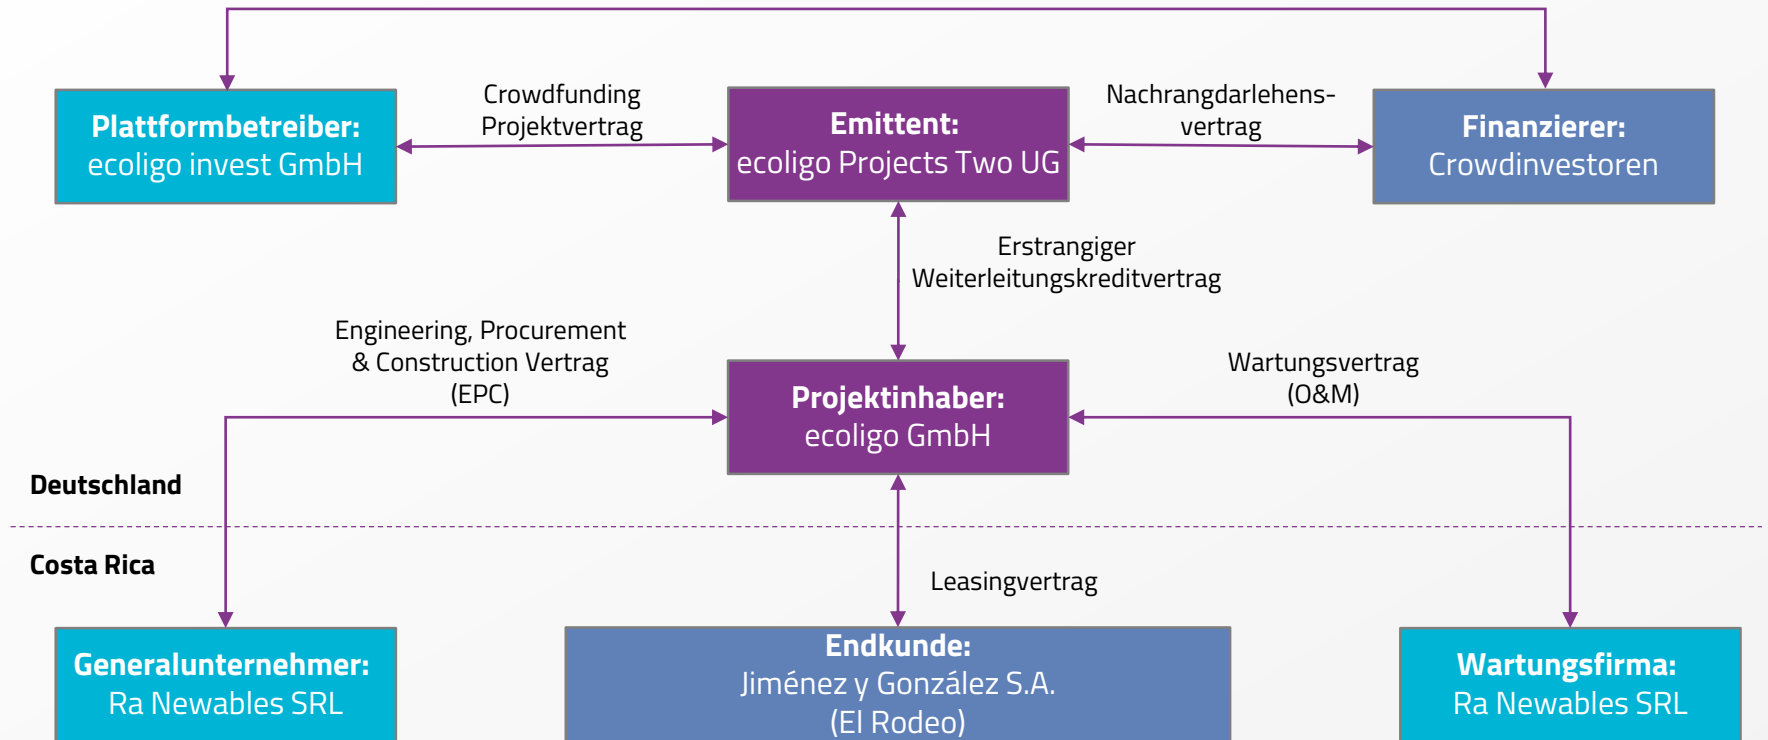 Plattformbetreiber:
ecoligo invest GmbH
Crowdfunding
Projektvertrag
Emittent:
ecoligo Projects Two UG
Nachrangdarlehens-
vertrag
Finanzierer:
Crowdinvestoren
Erstrangiger
Weiterleitungskreditvertrag
Engineering, Procurement
& Construction Vertrag
(EPC)
Projektinhaber:
ecoligo GmbH
Wartungsvertrag
(O&M)
Deutschland
Costa Rica
Leasingvertrag
Generalunternehmer:
Ra Newables SRL
Endkunde:
Jiménez y González S.A.
(El Rodeo)
Wartungsfirma:
Ra Newables SRL